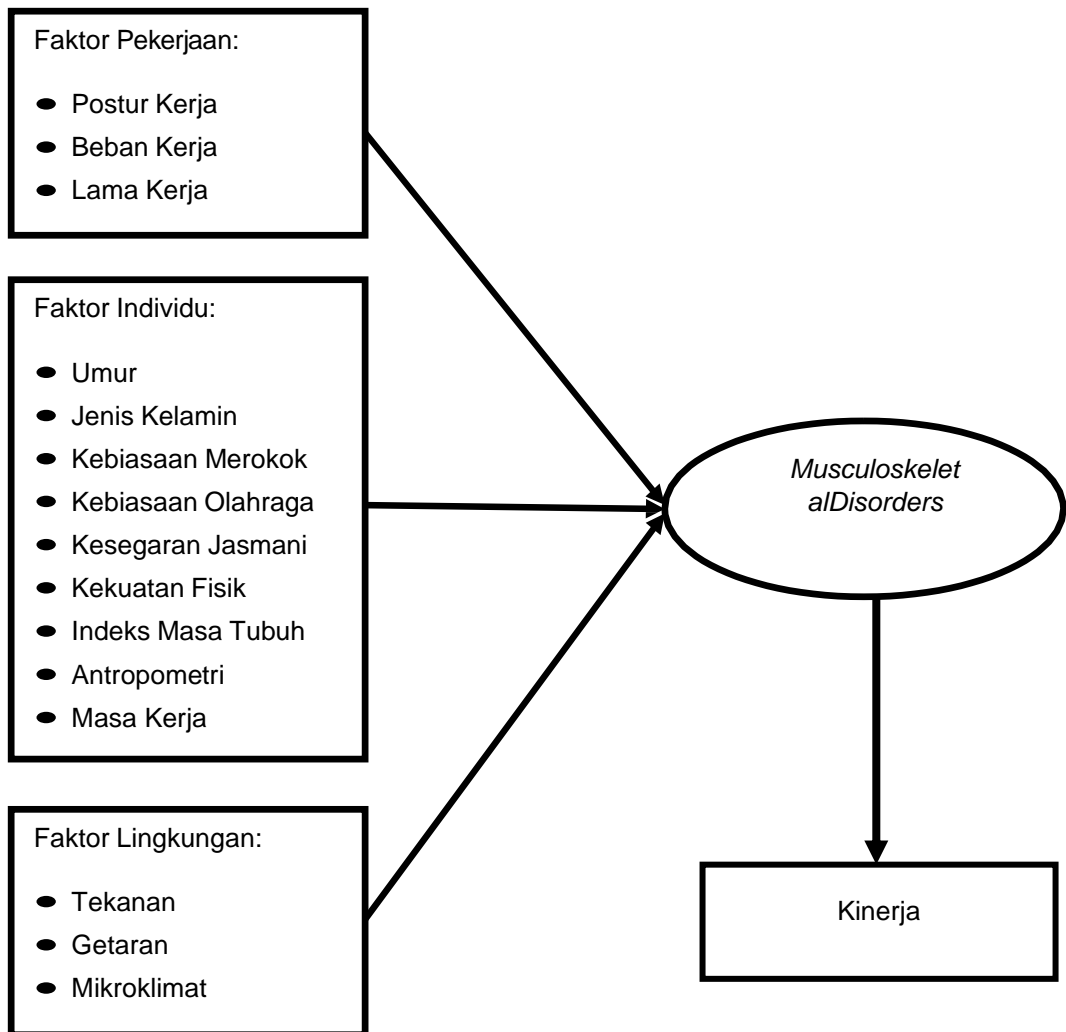 Faktor Pekerjaan:
● Postur Kerja
● Beban Kerja
● Lama Kerja
Faktor Individu:
● Umur
● Jenis Kelamin
● Kebiasaan Merokok
● Kebiasaan Olahraga
● Kesegaran Jasmani
● Kekuatan Fisik
● Indeks Masa Tubuh
● Antropometri
● Masa Kerja
Faktor Lingkungan:
● Tekanan
● Getaran
● Mikroklimat
Musculoskelet
alDisorders
Kinerja